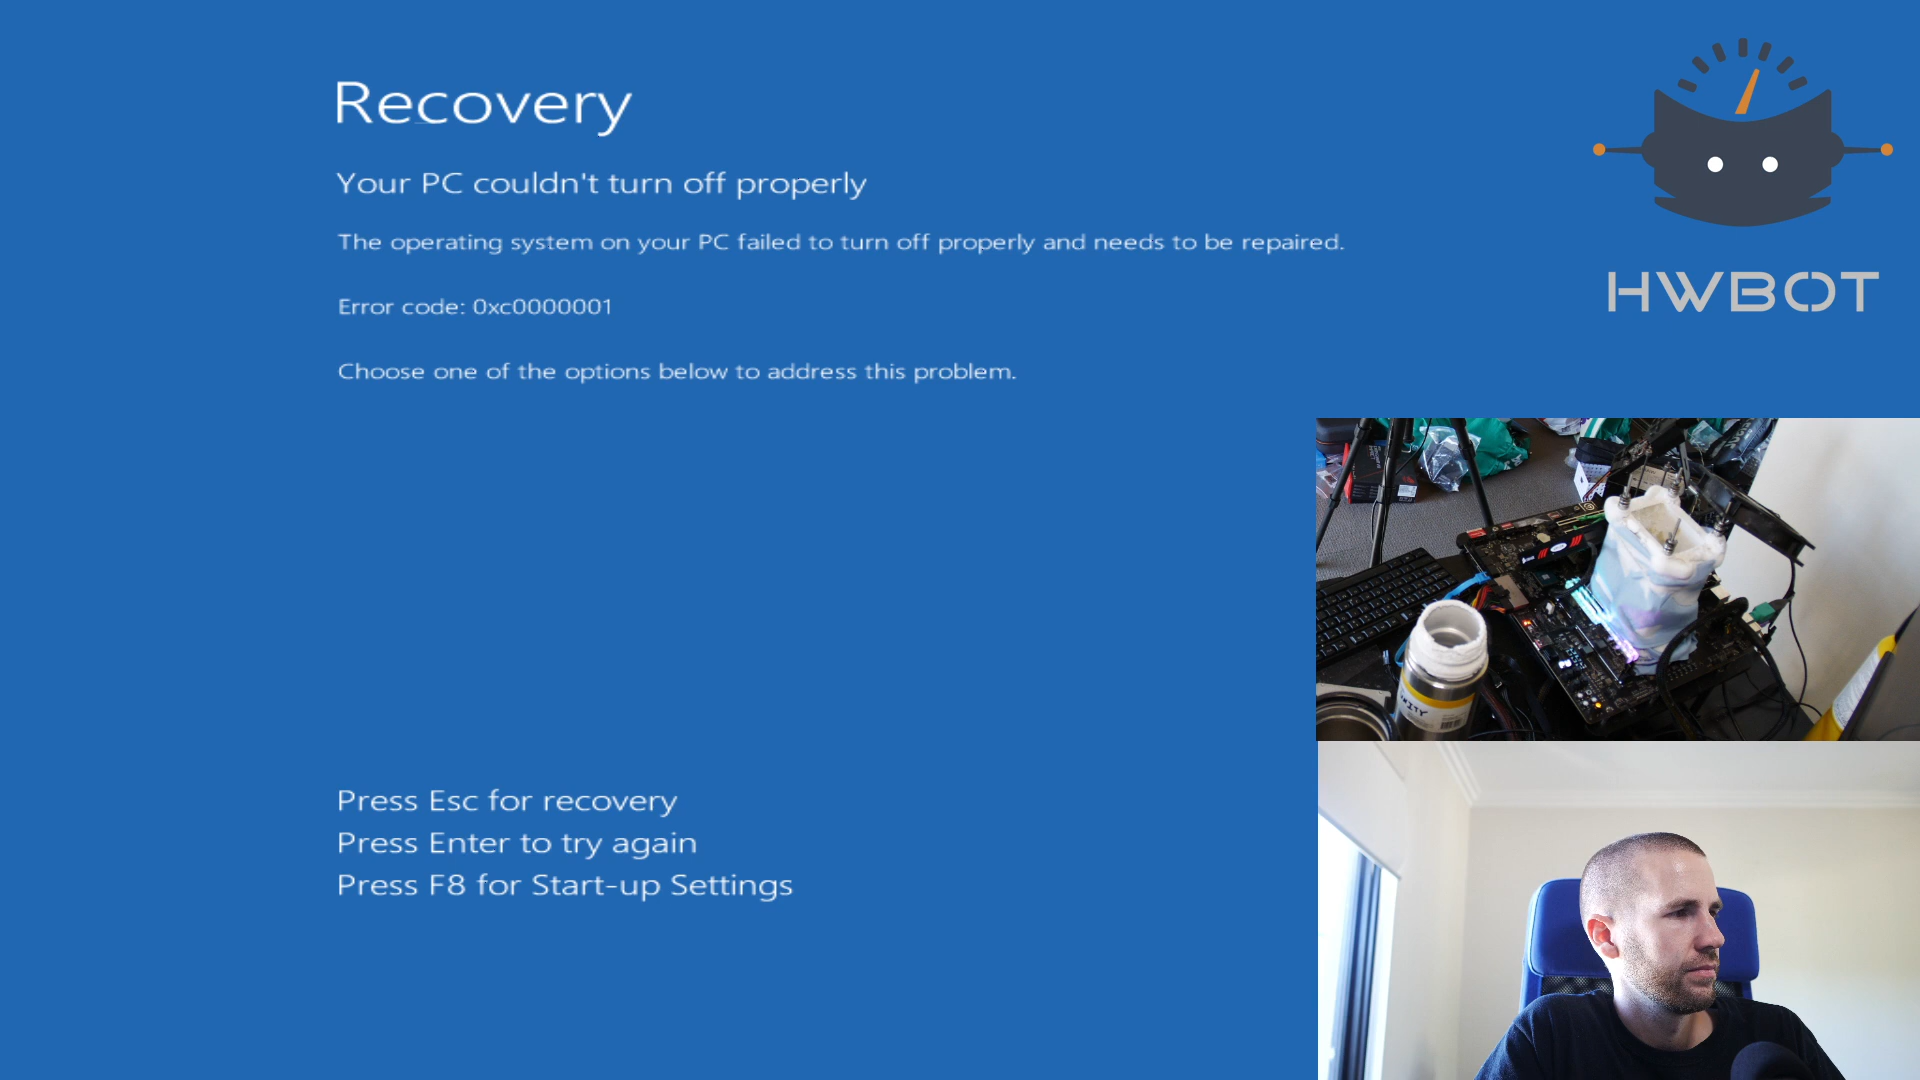 Recovery
Your PC couldn't turn off properly
The operating system on your PC failed to turn off properly and needs to be repaired.
Error code: 0xc0000001
Choose one of the options below to address this problem.
Press Esc for recovery
Press Enter to try again
Press F8 for Start-up Settings
HWBOT